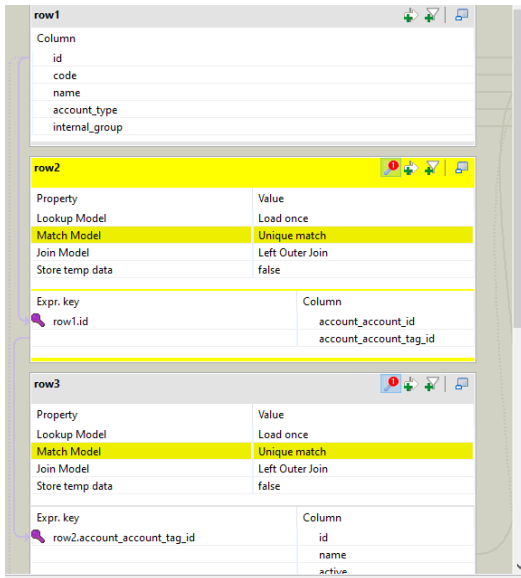 row1
Column
id
code
name
account_type
internal_group
row2
Property Value
Lookup Model Load once
Match Model Unique match
Join Model Left Outer Join
Store temp data false
Expr. key Column
row1.id account_account_id
account_account_tag_id
row3
Property Value
Lookup Model Load once
Match Model Unique match
Join Model Left Outer Join
Store temp data false
Expr. key Column
row2.account_account_tag_id id
name
active